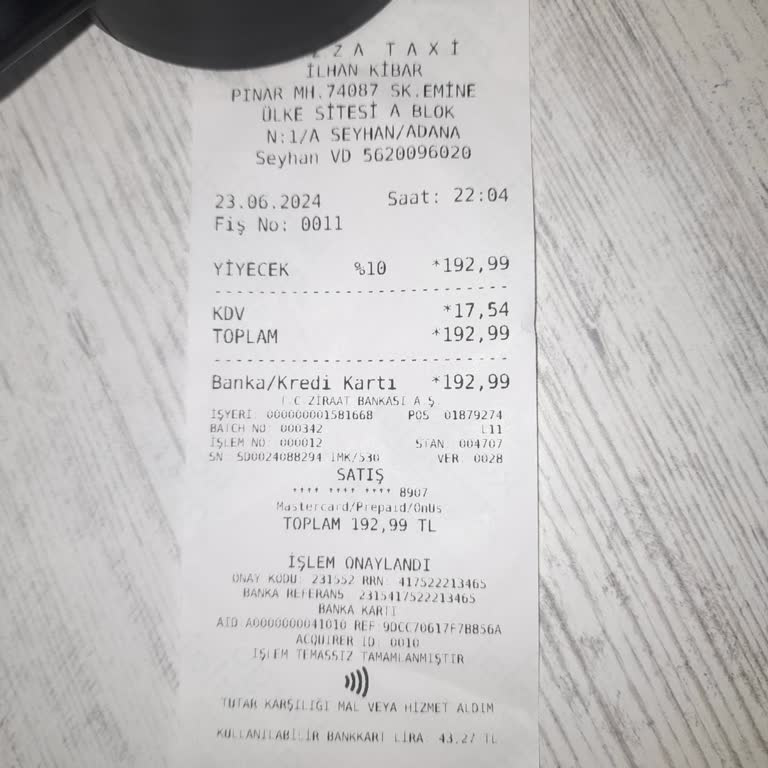 ZZA TAXİ
İLHAN KİBAR
PINAR MH.74087 SK.EMİNE
ÜLKE SİTESİ A BLOK
N:1/A SEYHAN/ADANA
Seyhan VD 5620096020
23.06.2024 Saat: 22:04
Fiş No: 0011
YİYECEK %10 *192,99
KDV *17,54
TOPLAM *192,99
Banka/Kredi Kartı *192,99
T.C ZİRAAT BANKASI A.Ş.
İŞYERİ: 000000001581668 POS: 01879274
BATCH NO: 000342 L11
İŞLEM NO: 000012 STAN: 004707
SN: SD0024088294 IMK/530 VER: 0028
SATIŞ
**** **** **** 8907
Mastercard/Prepaid/OnUs
TOPLAM 192,99 TL
İŞLEM ONAYLANDI
ONAY KODU: 231552 RRN: 417522213465
BANKA REFERANS: 2315417522213465
BANKA KARTI
AID:A0000000041010 REF:9DCC70617F7B856A
ACQUIRER ID: 0010
İŞLEM TEMASSIZ TAMAMLANMIŞTIR
TUTAR KARŞILIĞI MAL VEYA HİZMET ALDIM
KULLANILABİLİR BANKKART LİRA: 43,27 TL